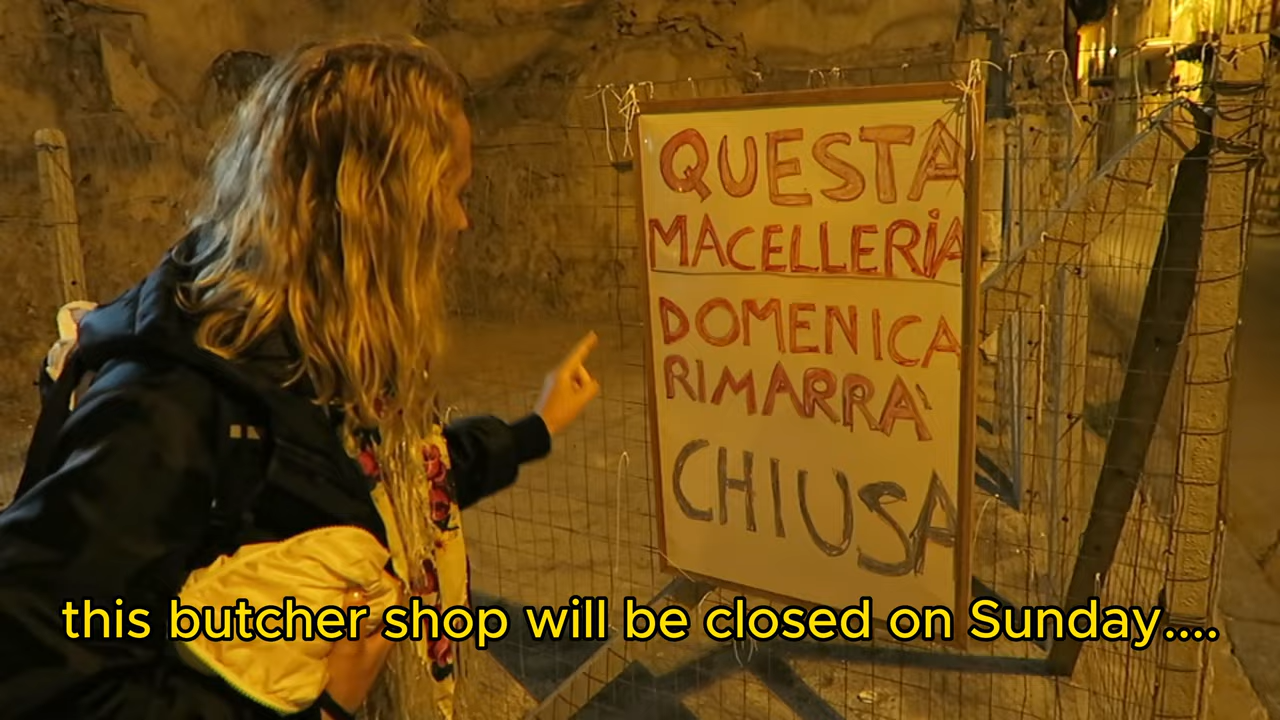 QUESTA
MACELLERIA
DOMENICA
RIMARRA'
CHIUSA
this butcher shop will be closed on Sunday....